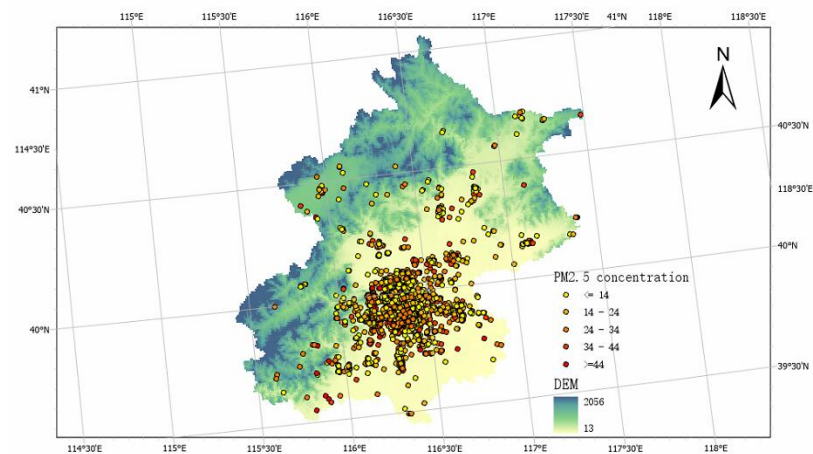 115°E 115°30'E 116°E 116°30'E 117°E 117°30'E 41°N 118°E 118°30'E
N
41°N
40°30'N
114°30'E
118°30'E
40°30'N
40°N
PM2.5 concentration
<= 14
14 - 24
24 - 34
40°N
34 - 44
>=44
39°30'N
DEM
2056
13
114°30'E 115°E 115°30'E 116°E 116°30'E 117°E 117°30'E 118°E